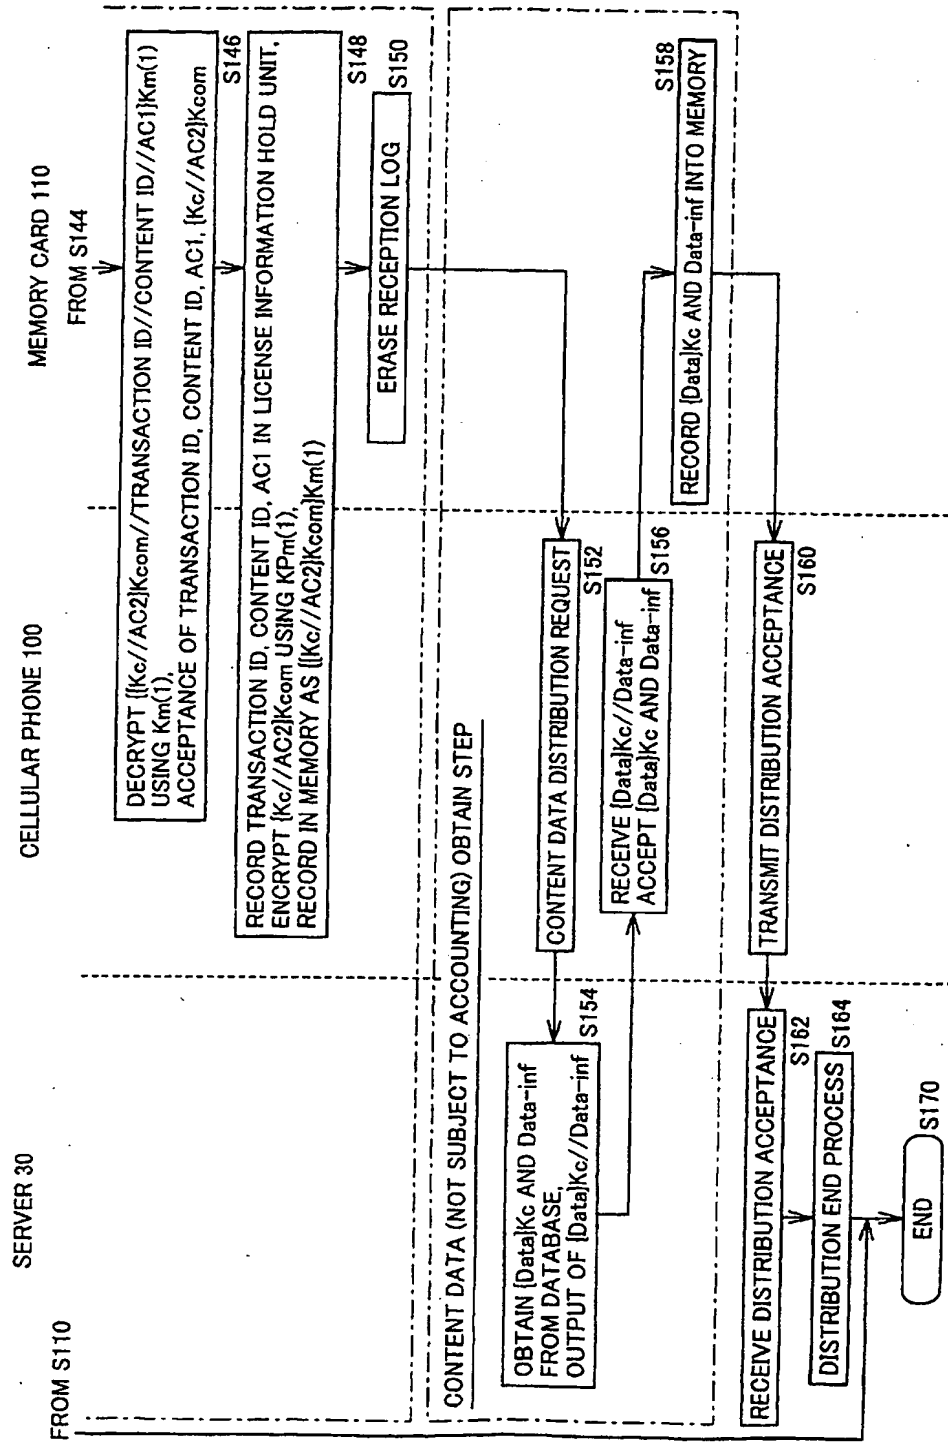 SERVER 30
CELLULAR PHONE 100
MEMORY CARD 110
FROM S110
FROM S144
DECRYPT {{Kc//AC2}Kcom//TRANSACTION ID//CONTENT ID//AC1}Km(1)
USING Km(1),
ACCEPTANCE OF TRANSACTION ID, CONTENT ID, AC1, {Kc//AC2}Kcom
S146
RECORD TRANSACTION ID, CONTENT ID, AC1 IN LICENSE INFORMATION HOLD UNIT,
ENCRYPT {Kc//AC2}Kcom USING KPm(1),
RECORD IN MEMORY AS {{Kc//AC2}Kcom}Km(1)
S148
ERASE RECEPTION LOG
S150
CONTENT DATA (NOT SUBJECT TO ACCOUNTING) OBTAIN STEP
CONTENT DATA DISTRIBUTION REQUEST
S152
OBTAIN {Data}Kc AND Data-inf
FROM DATABASE,
OUTPUT OF {Data}Kc//Data-inf
S154
RECEIVE {Data}Kc//Data-inf
ACCEPT {Data}Kc AND Data-inf
S156
RECORD {Data}Kc AND Data-inf INTO MEMORY
S158
TRANSMIT DISTRIBUTION ACCEPTANCE
S160
RECEIVE DISTRIBUTION ACCEPTANCE
S162
DISTRIBUTION END PROCESS
S164
END
S170